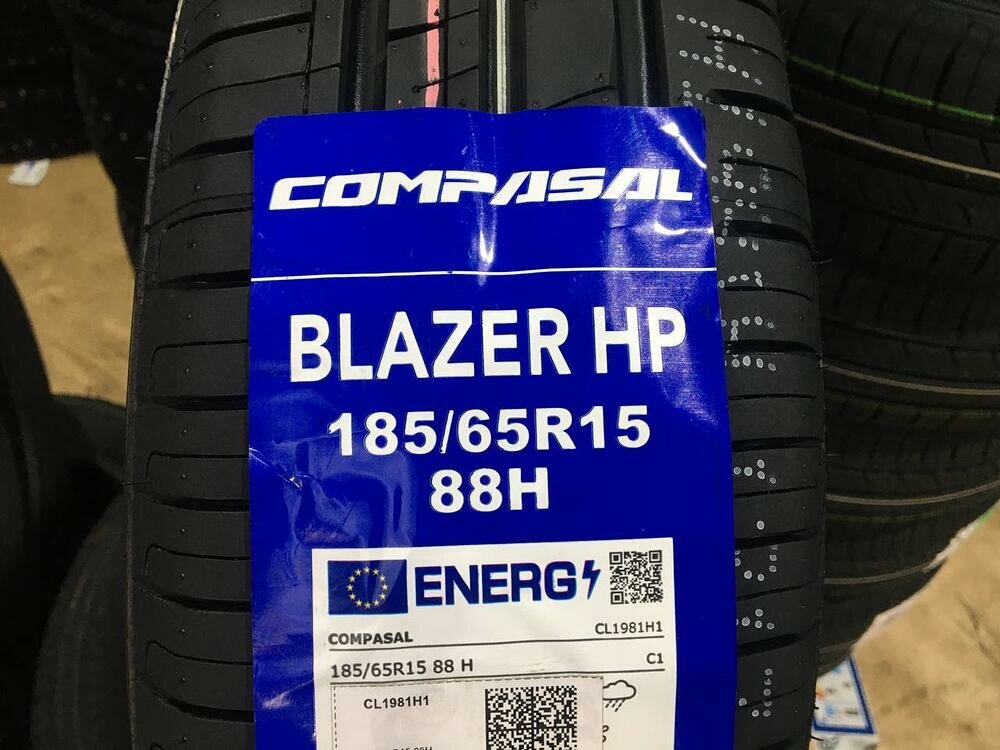 COMPASAL
BLAZER HP
185/65R15
88H
ENERG
COMPASAL CL1981H1
185/65R15 88 H C1
CL1981H1